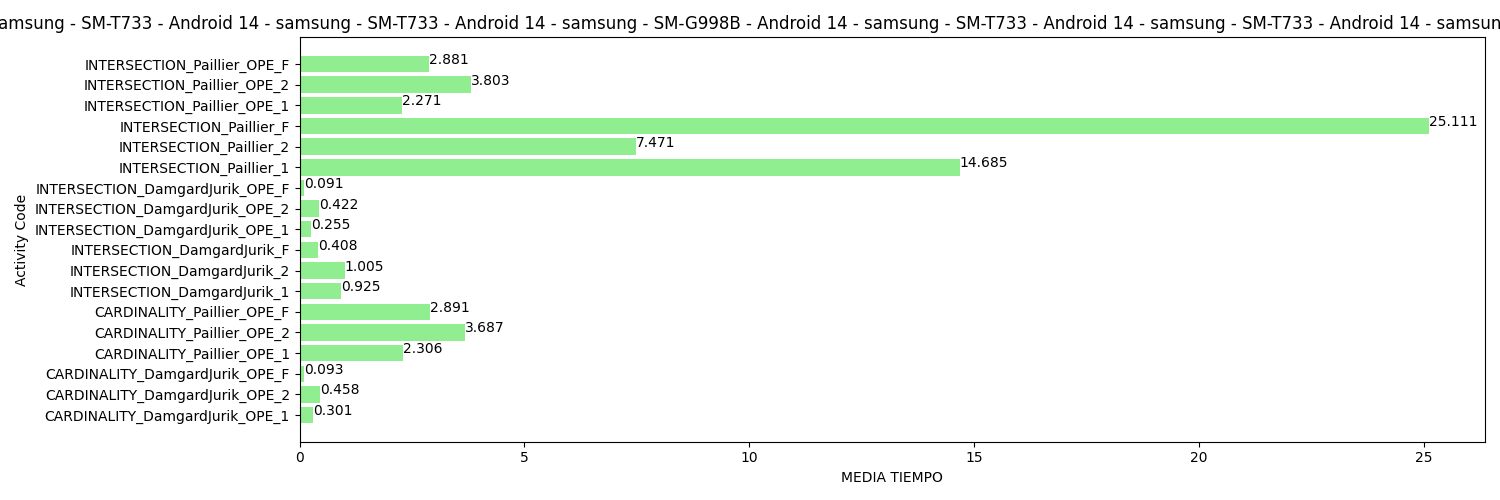 amsung - SM-T733 - Android 14 - samsung - SM-T733 - Android 14 - samsung - SM-G998B - Android 14 - samsung - SM-T733 - Android 14 - samsung - SM-T733 - Android 14 - samsun
INTERSECTION_Paillier_OPE_F 2.881
INTERSECTION_Paillier_OPE_2 3.803
INTERSECTION_Paillier_OPE_1 2.271
INTERSECTION_Paillier_F 25.111
INTERSECTION_Paillier_2 7.471
INTERSECTION_Paillier_1 14.685
INTERSECTION_DamgardJurik_OPE_F 0.091
INTERSECTION_DamgardJurik_OPE_2 0.422
INTERSECTION_DamgardJurik_OPE_1 0.255
INTERSECTION_DamgardJurik_F 0.408
INTERSECTION_DamgardJurik_2 1.005
INTERSECTION_DamgardJurik_1 0.925
CARDINALITY_Paillier_OPE_F 2.891
CARDINALITY_Paillier_OPE_2 3.687
CARDINALITY_Paillier_OPE_1 2.306
CARDINALITY_DamgardJurik_OPE_F 0.093
CARDINALITY_DamgardJurik_OPE_2 0.458
CARDINALITY_DamgardJurik_OPE_1 0.301
Activity Code
0 5 10 15 20 25
MEDIA TIEMPO